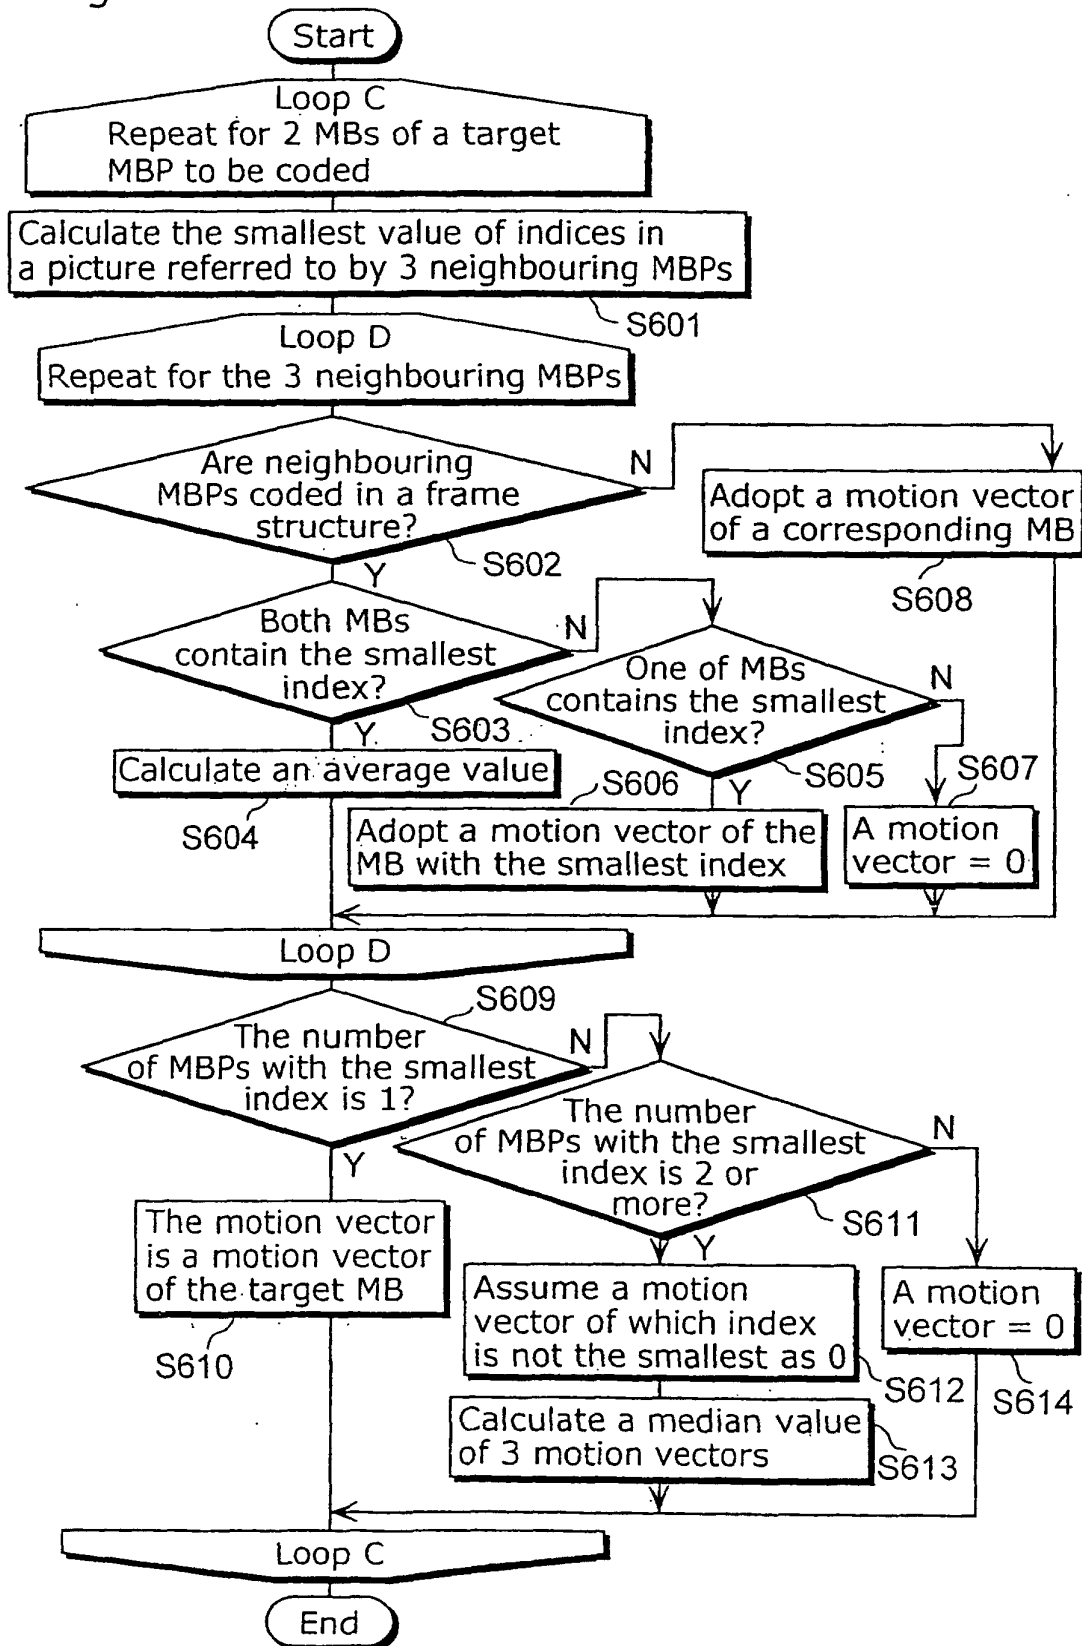 Start
Loop C
Repeat for 2 MBs of a target
MBP to be coded
Calculate the smallest value of indices in
a picture referred to by 3 neighbouring MBPs
S601
Loop D
Repeat for the 3 neighbouring MBPs
Are neighbouring
MBPs coded in a frame
structure?
N
S602
Y
Adopt a motion vector
of a corresponding MB
S608
Both MBs
contain the smallest
index?
N
S603
Y
One of MBs
contains the smallest
index?
N
S605
Y
Calculate an average value
S604
S606
Adopt a motion vector of the
MB with the smallest index
S607
A motion
vector = 0
Loop D
S609
The number
of MBPs with the smallest
index is 1?
N
Y
The number
of MBPs with the smallest
index is 2 or
more?
N
S611
Y
The motion vector
is a motion vector
of the target MB
S610
Assume a motion
vector of which index
is not the smallest as 0
S612
A motion
vector = 0
S614
Calculate a median value
of 3 motion vectors
S613
Loop C
End